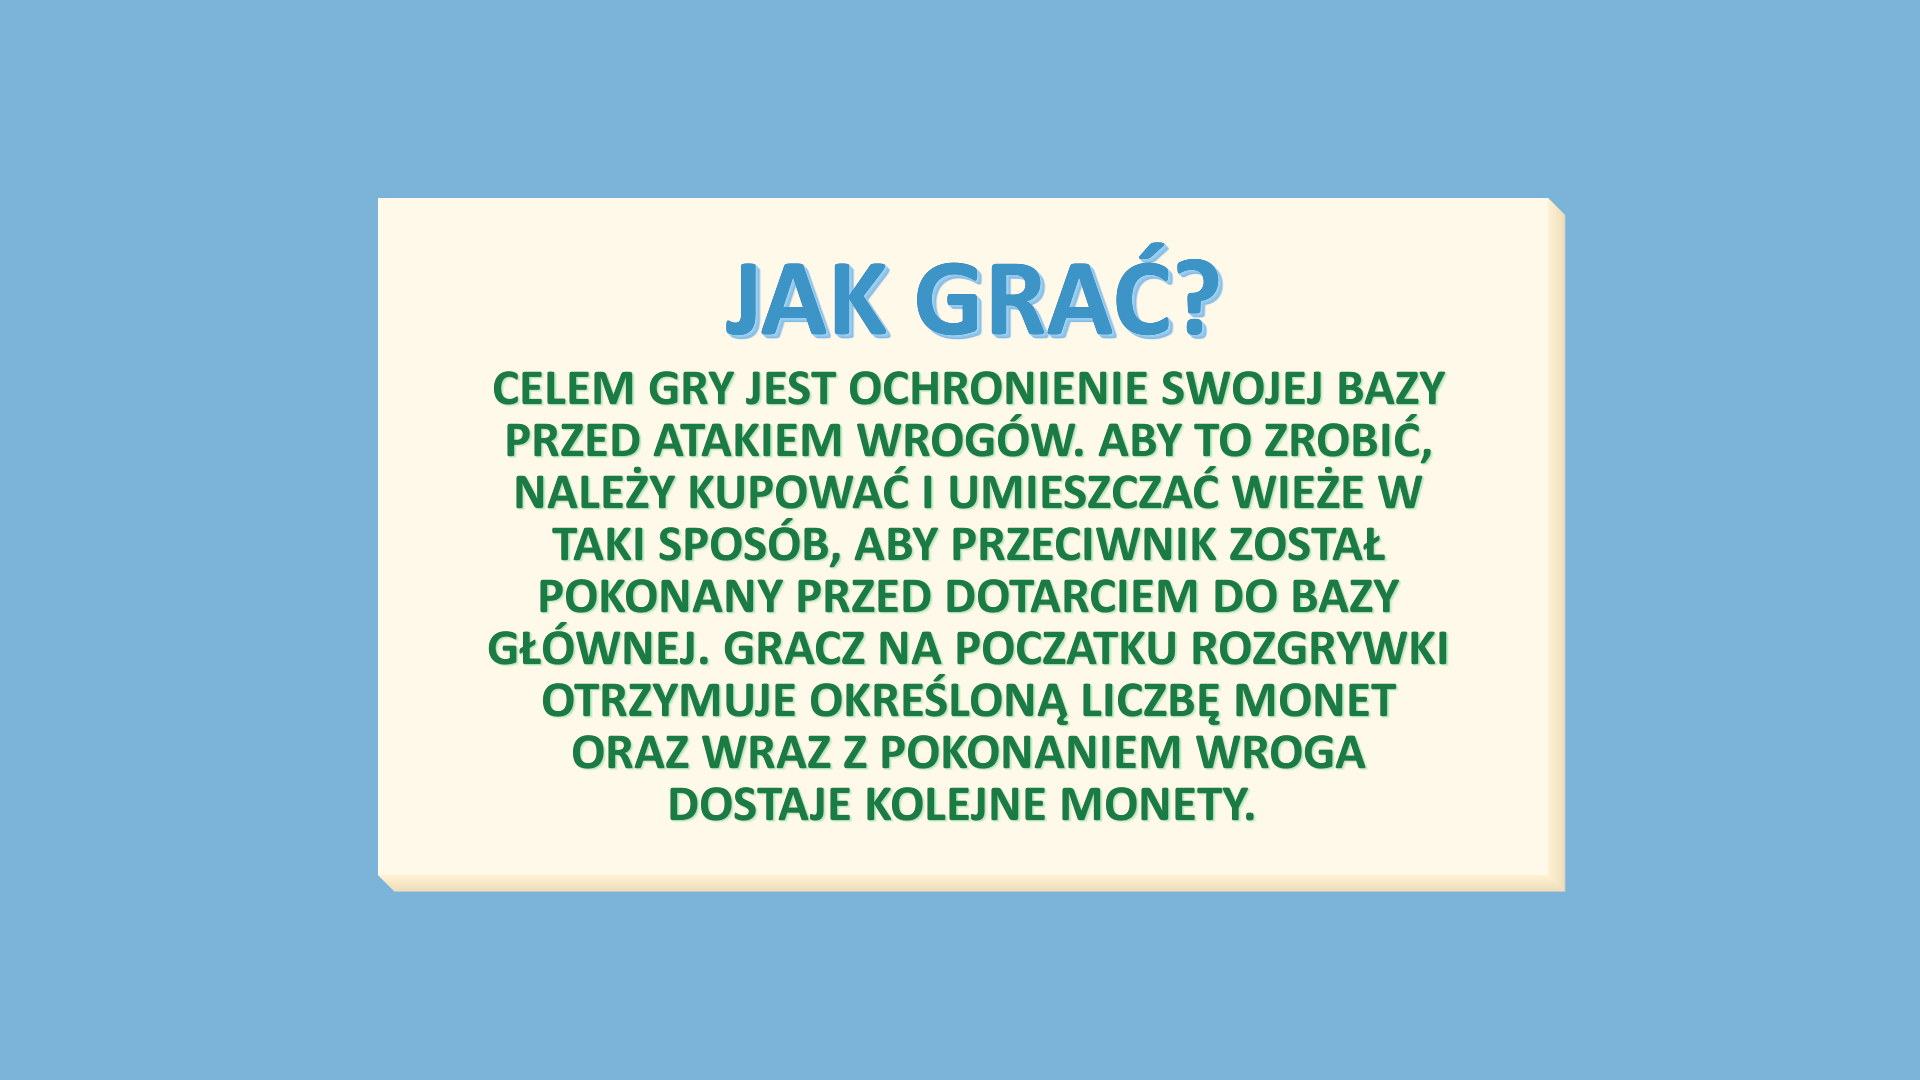 JAK GRAĆ?
CELEM GRY JEST OCHRONIENIE SWOJEJ BAZY
PRZED ATAKIEM WROGÓW. ABY TO ZROBIĆ,
NALEŻY KUPOWAĆ I UMIESZCZAĆ WIEŻE W
TAKI SPOSÓB, ABY PRZECIWNIK ZOSTAŁ
POKONANY PRZED DOTARCIEM DO BAZY
GŁÓWNEJ. GRACZ NA POCZATKU ROZGRYWKI
OTRZYMUJE OKREŚLONĄ LICZBĘ MONET
ORAZ WRAZ Z POKONANIEM WROGA
DOSTAJE KOLEJNE MONETY.